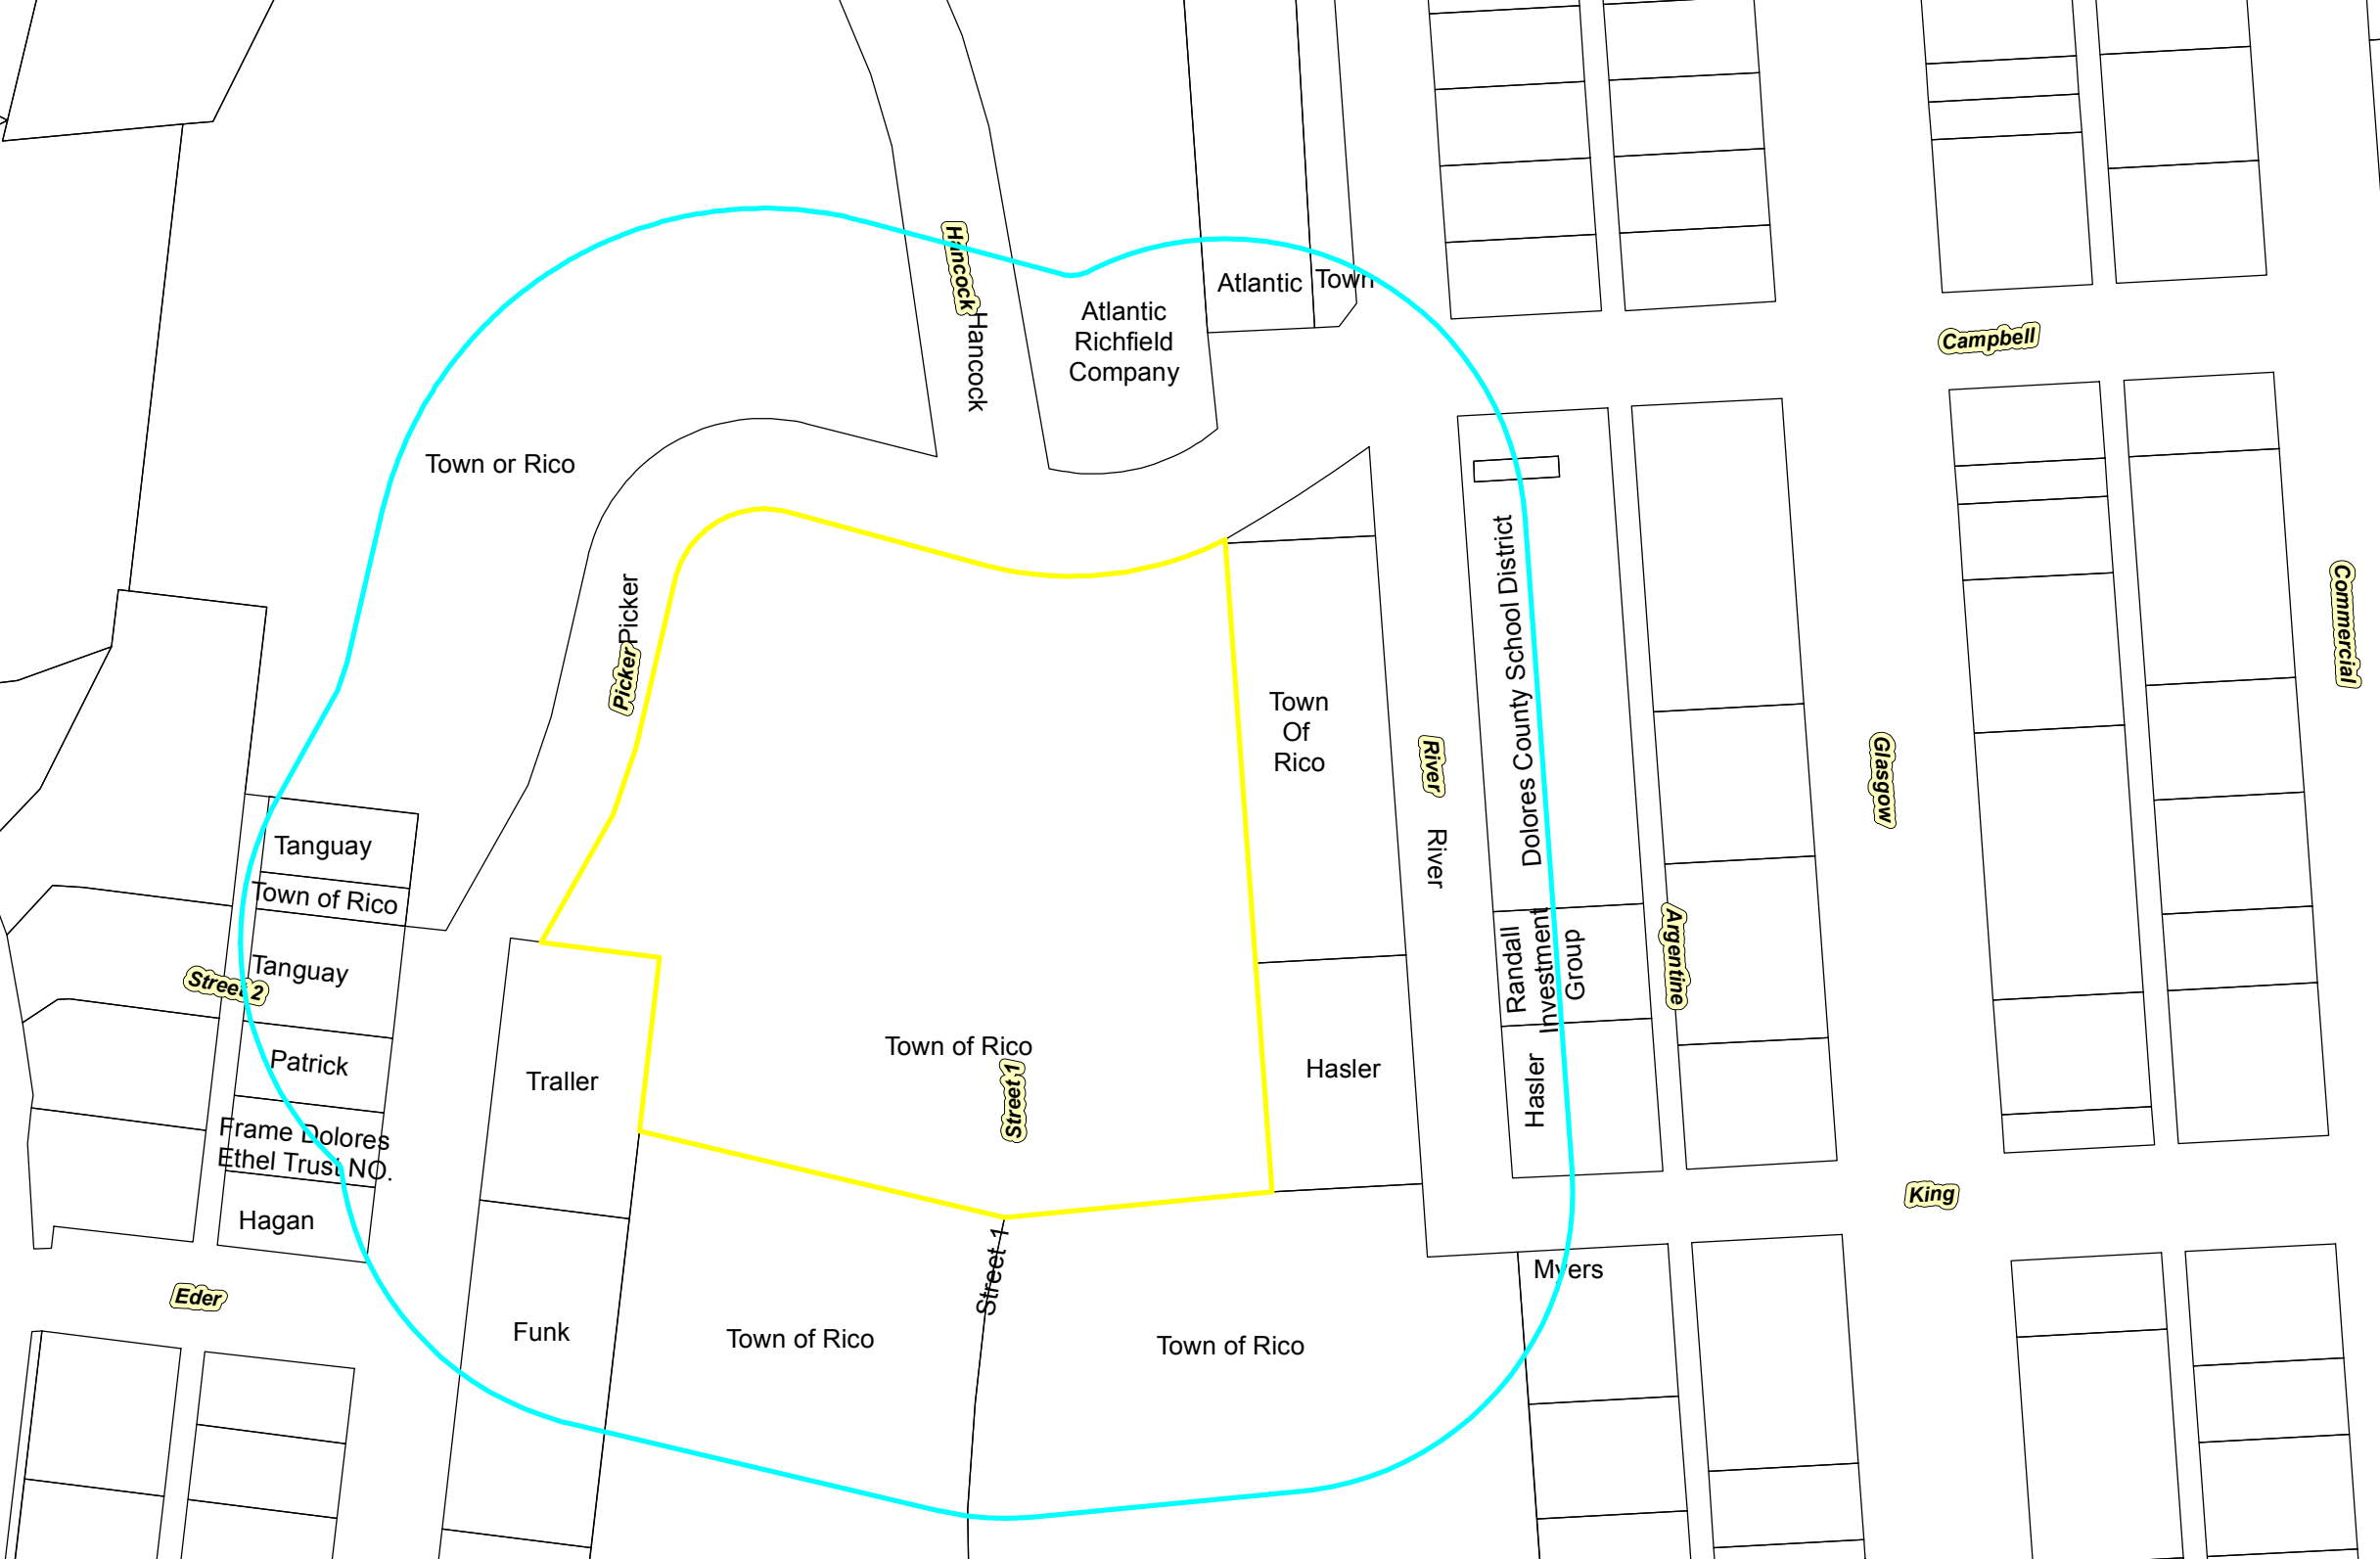 Hancock
Hancock
Atlantic
Richfield
Company
Atlantic
Town
Campbell
Town or Rico
Picker
Picker
Town
Of
Rico
River
River
Dolores County School District
Glasgow
Commercial
Tanguay
Town of Rico
Tanguay
Street 2
Patrick
Frame Dolores
Ethel Trust NO.
Hagan
Eder
Traller
Funk
Town of Rico
Street 1
Street 1
Hasler
Randall
Investment
Group
Argentine
Hasler
King
Myers
Town of Rico
Town of Rico